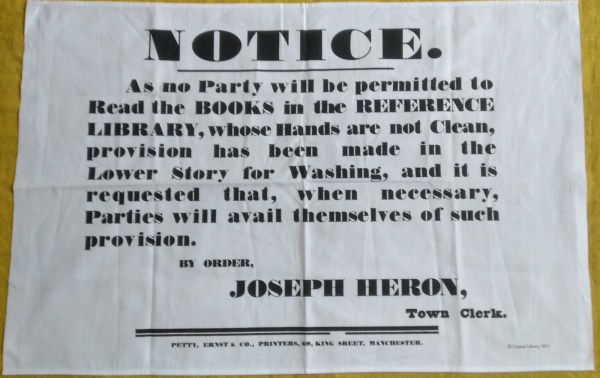 NOTICE.
As no Party will be permitted to
Read the BOOKS in the REFERENCE
LIBRARY, whose Hands are not Clean,
provision has been made in the
Lower Story for Washing, and it is
requested that, when necessary,
Parties will avail themselves of such
provision.
BY ORDER,
JOSEPH HERON,
Town Clerk.
PETTY, ERNST & CO., PRINTERS, KING SREET, MANCHESTER.
Library,